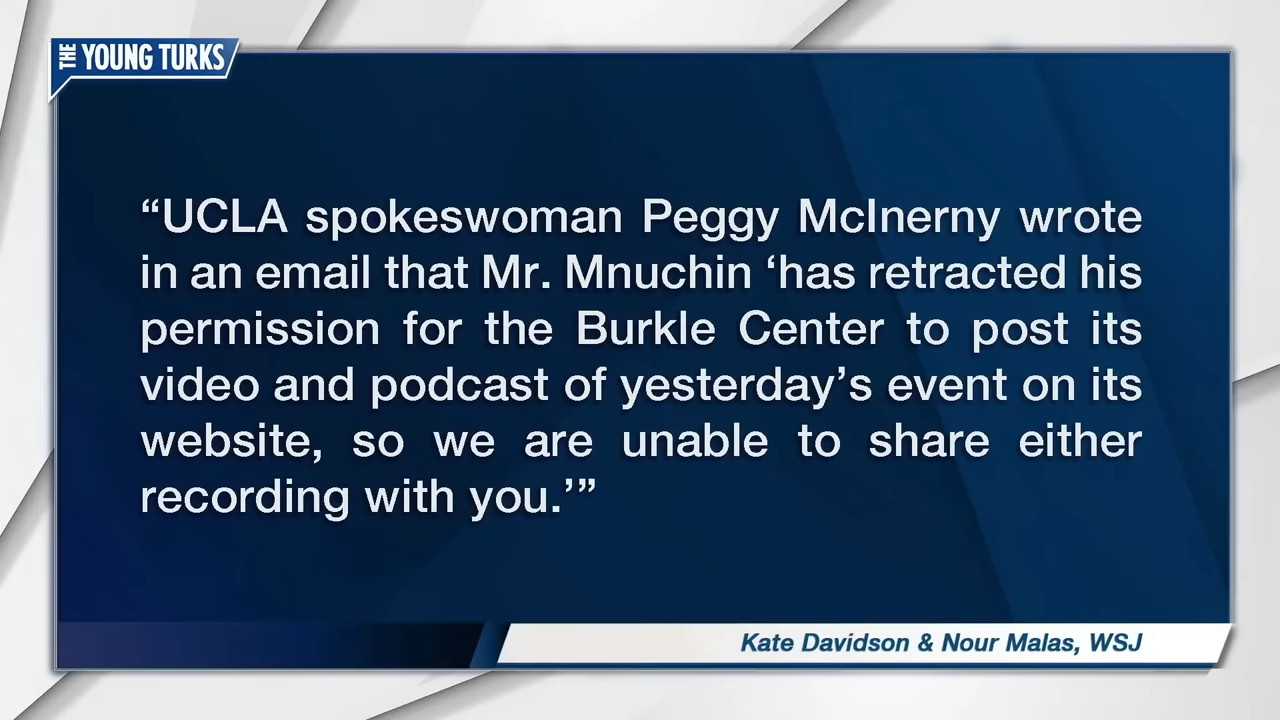 THE YOUNG TURKS
“UCLA spokeswoman Peggy McInerny wrote
in an email that Mr. Mnuchin ‘has retracted his
permission for the Burkle Center to post its
video and podcast of yesterday’s event on its
website, so we are unable to share either
recording with you.’”
Kate Davidson & Nour Malas, WSJ